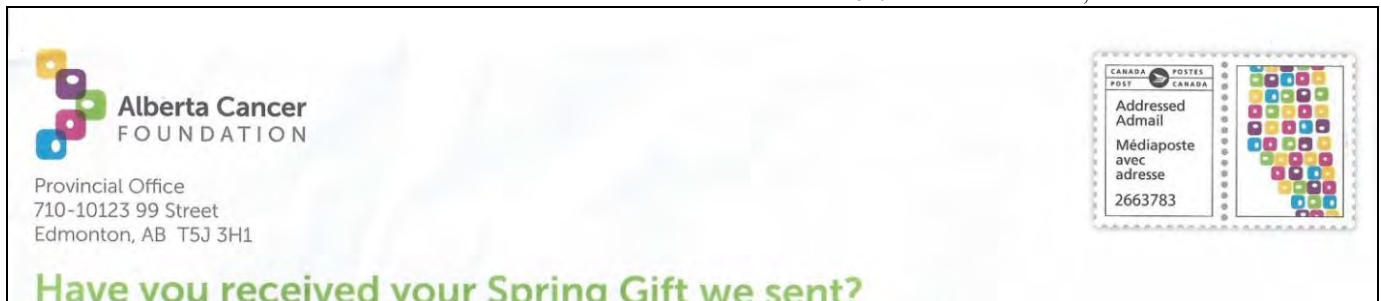 Alberta Cancer
FOUNDATION
Provincial Office
710-10123 99 Street
Edmonton, AB T5J 3H1
CANADA POSTES
POST CANADA
Addressed
Admail
Médiaposte
avec
adresse
2663783
Have you received your Spring Gift we sent?